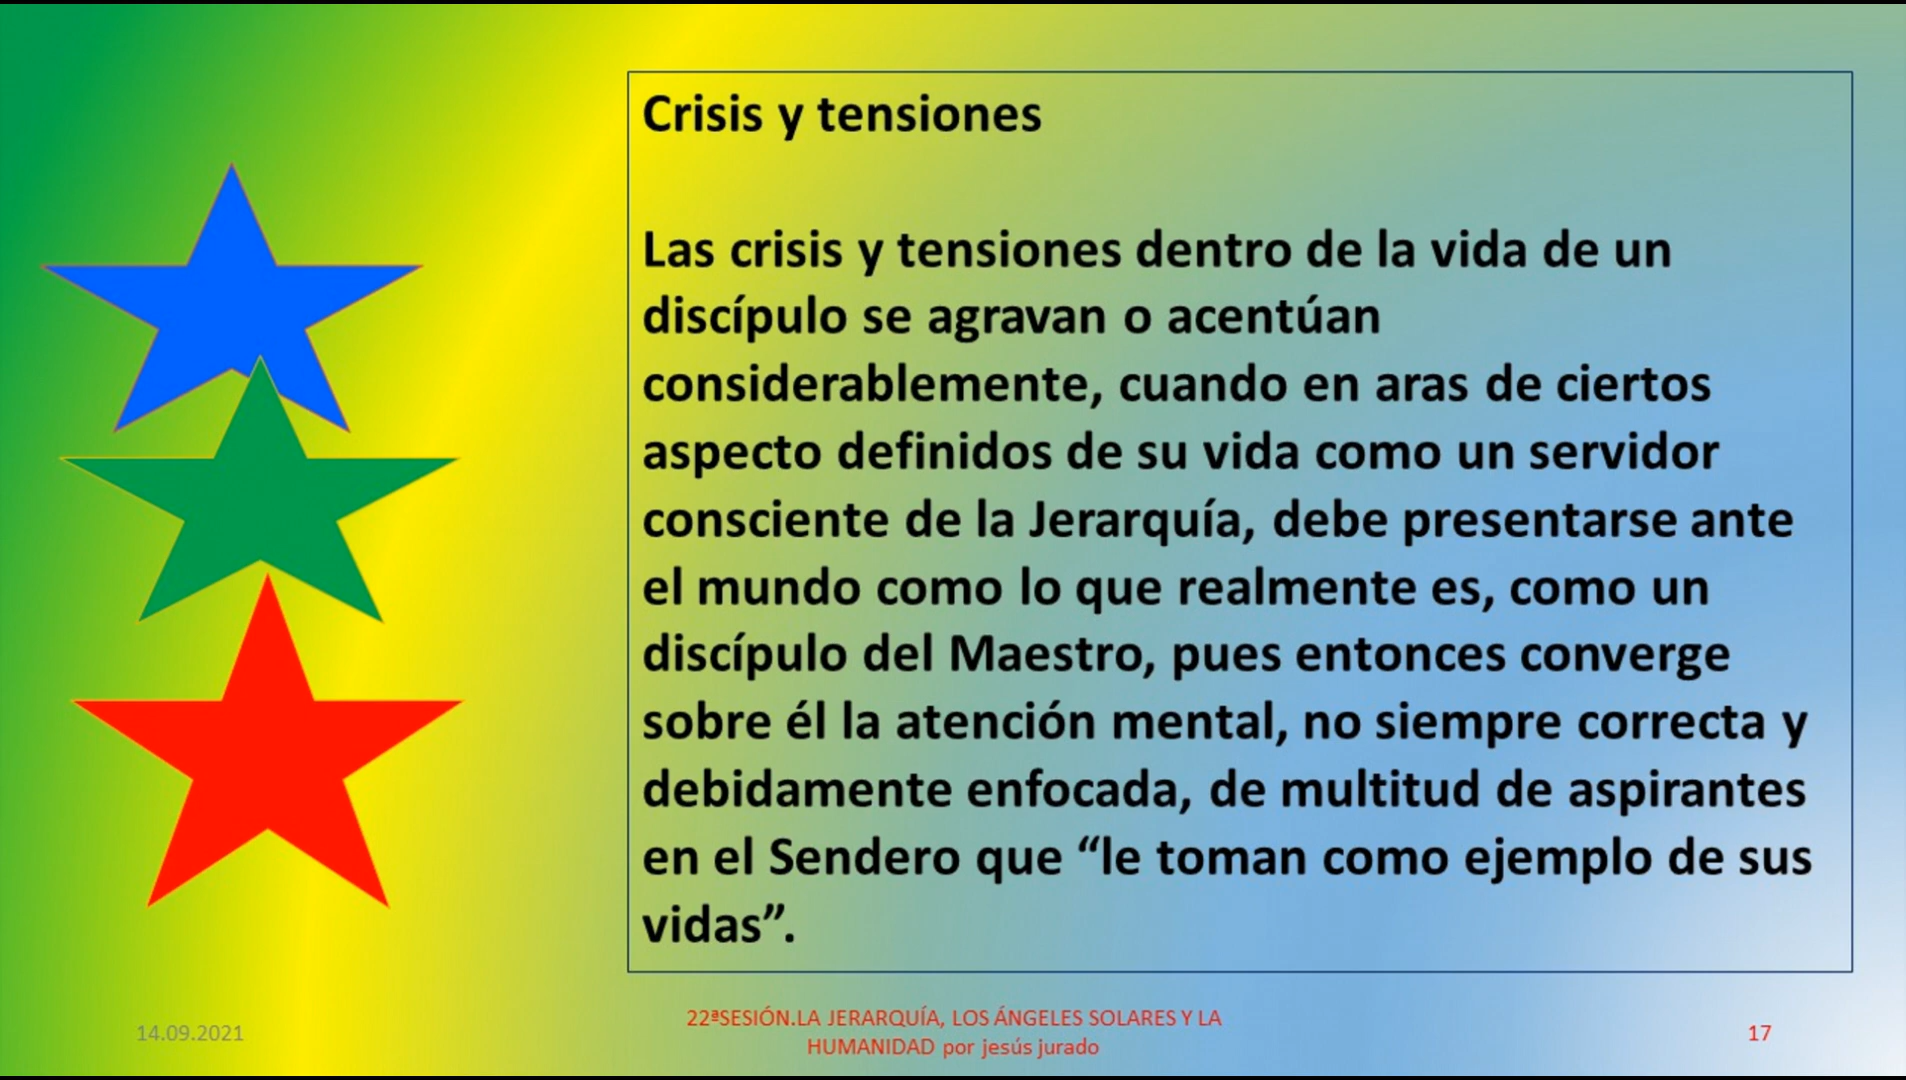 Crisis y tensiones
Las crisis y tensiones dentro de la vida de un
discípulo se agravan o acentúan
considerablemente, cuando en aras de ciertos
aspecto definidos de su vida como un servidor
consciente de la Jerarquía, debe presentarse ante
el mundo como lo que realmente es, como un
discípulo del Maestro, pues entonces converge
sobre él la atención mental, no siempre correcta y
debidamente enfocada, de multitud de aspirantes
en el Sendero que “le toman como ejemplo de sus
vidas”.
14.09.2021
22ªSESIÓN.LA JERARQUÍA, LOS ÁNGELES SOLARES Y LA
HUMANIDAD por jesús jurado
17